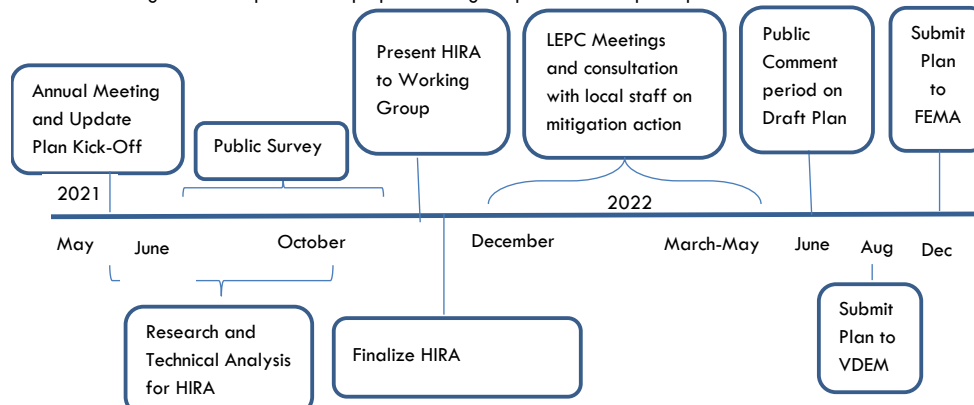 Present HIRA
to Working
Group
LEPC Meetings
and consultation
with local staff on
mitigation action
Public
Comment
period on
Draft Plan
Submit
Plan
to
FEMA
Annual Meeting
and Update
Plan Kick-Off
Public Survey
2021
2022
May
June
October
December
March-May
June
Aug
Dec
Research and
Technical Analysis
for HIRA
Finalize HIRA
Submit
Plan to
VDEM